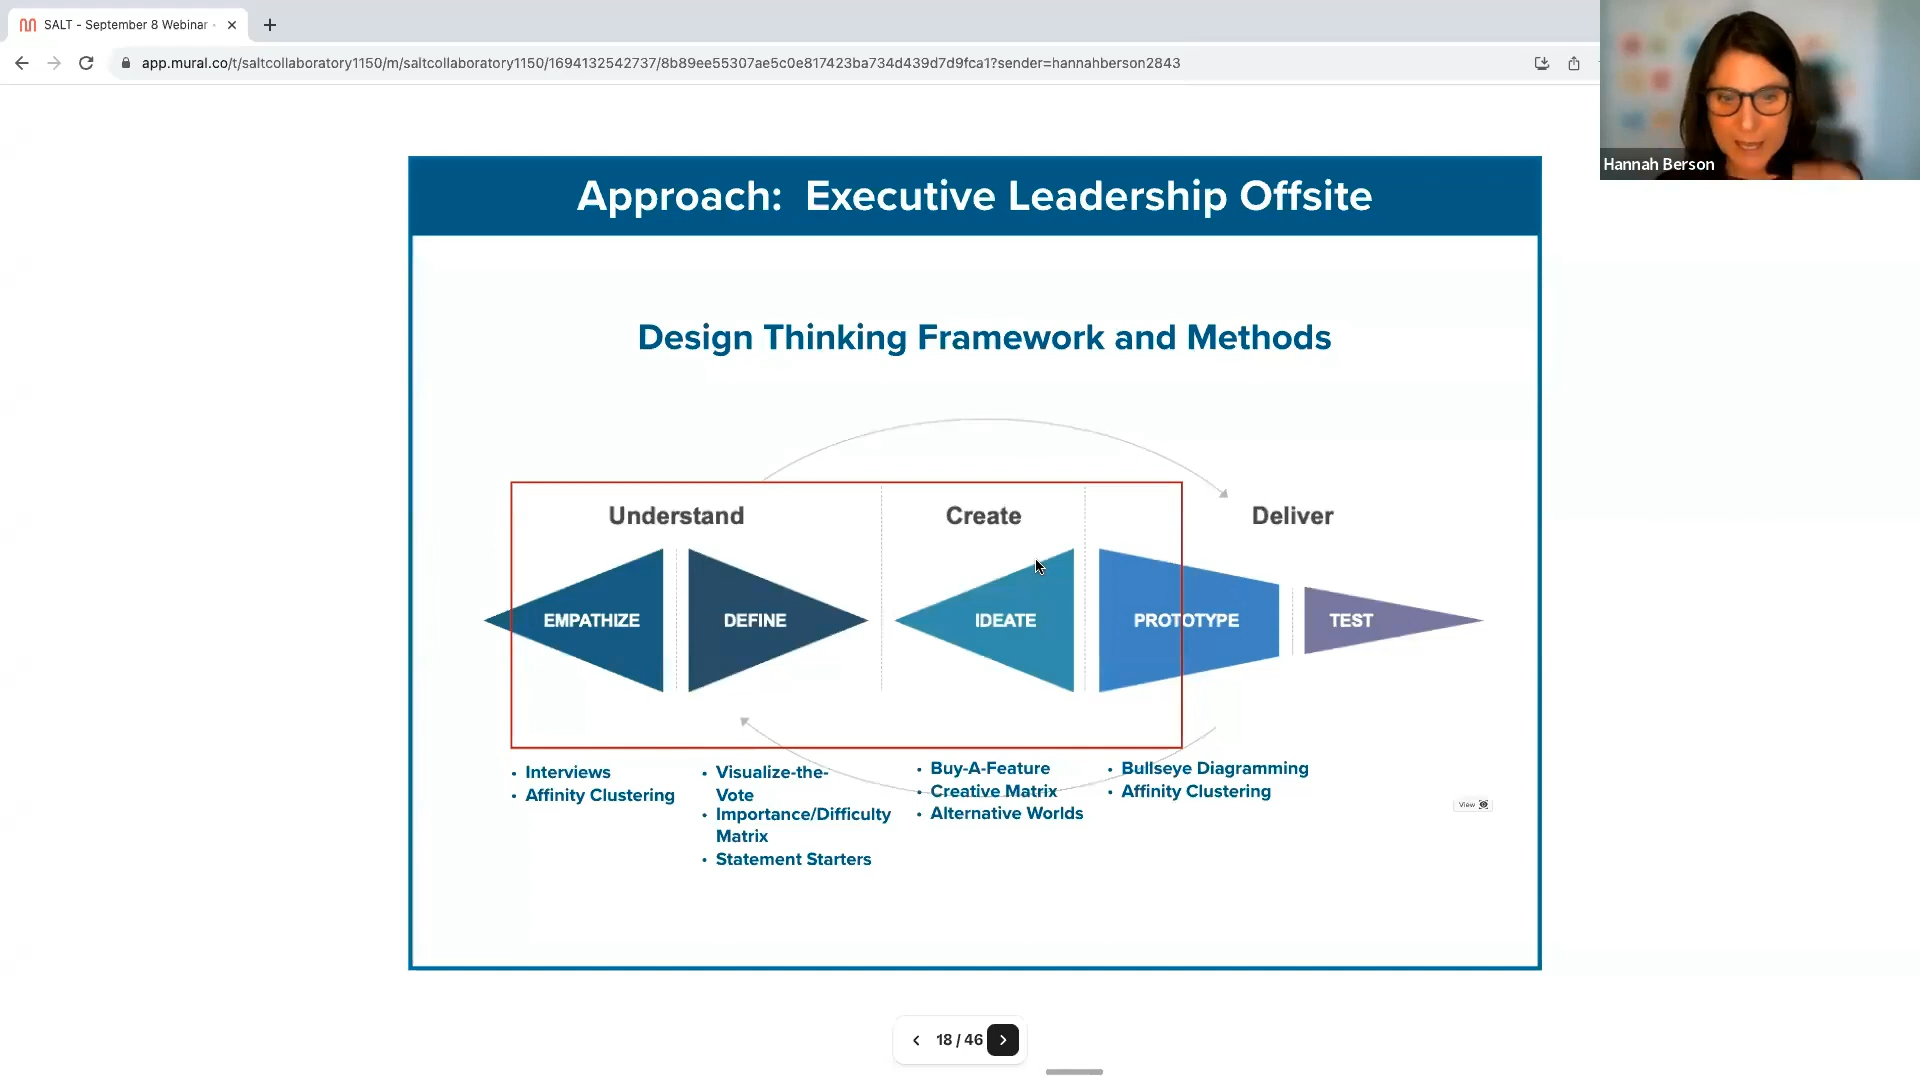 SALT - September 8 Webinar
app.mural.co/t/saltcollaboratory1150/m/saltcollaboratory1150/1694132542737/8b89ee55307ae5c0e817423ba734d439d7d9fca1?sender=hannahberson2843
Hannah Berson
Approach: Executive Leadership Offsite
Design Thinking Framework and Methods
Understand
Create
Deliver
EMPATHIZE
DEFINE
IDEATE
PROTOTYPE
TEST
• Interviews
• Affinity Clustering
• Visualize-the-
Vote
• Importance/Difficulty
Matrix
• Statement Starters
• Buy-A-Feature
• Creative Matrix
• Alternative Worlds
• Bullseye Diagramming
• Affinity Clustering
View
18 / 46